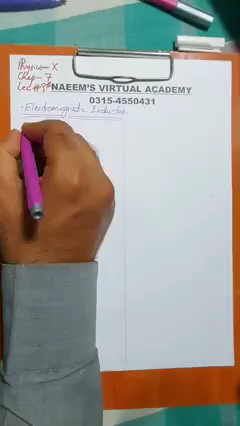 Physics-X
Chap-7
Lec#
NAEEM'S VIRTUAL ACADEMY
0315-4550431
Electromagnetic Induction